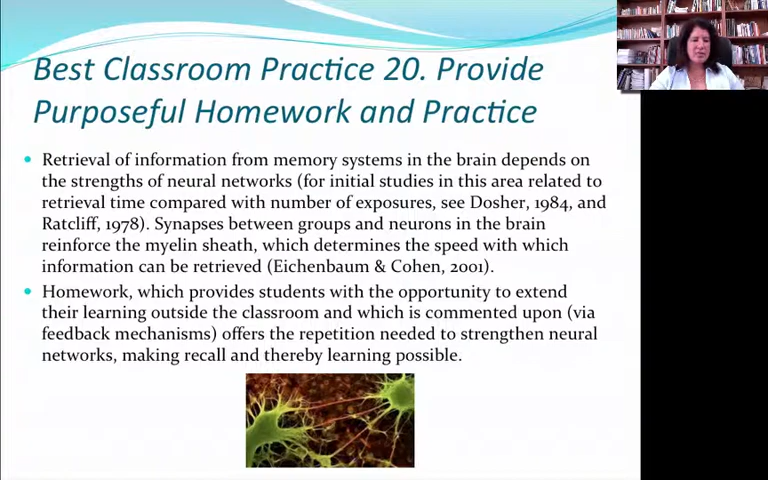 Best Classroom Practice 20. Provide
Purposeful Homework and Practice
• Retrieval of information from memory systems in the brain depends on
the strengths of neural networks (for initial studies in this area related to
retrieval time compared with number of exposures, see Dosher, 1984, and
Ratcliff, 1978). Synapses between groups and neurons in the brain
reinforce the myelin sheath, which determines the speed with which
information can be retrieved (Eichenbaum & Cohen, 2001).
• Homework, which provides students with the opportunity to extend
their learning outside the classroom and which is commented upon (via
feedback mechanisms) offers the repetition needed to strengthen neural
networks, making recall and thereby learning possible.